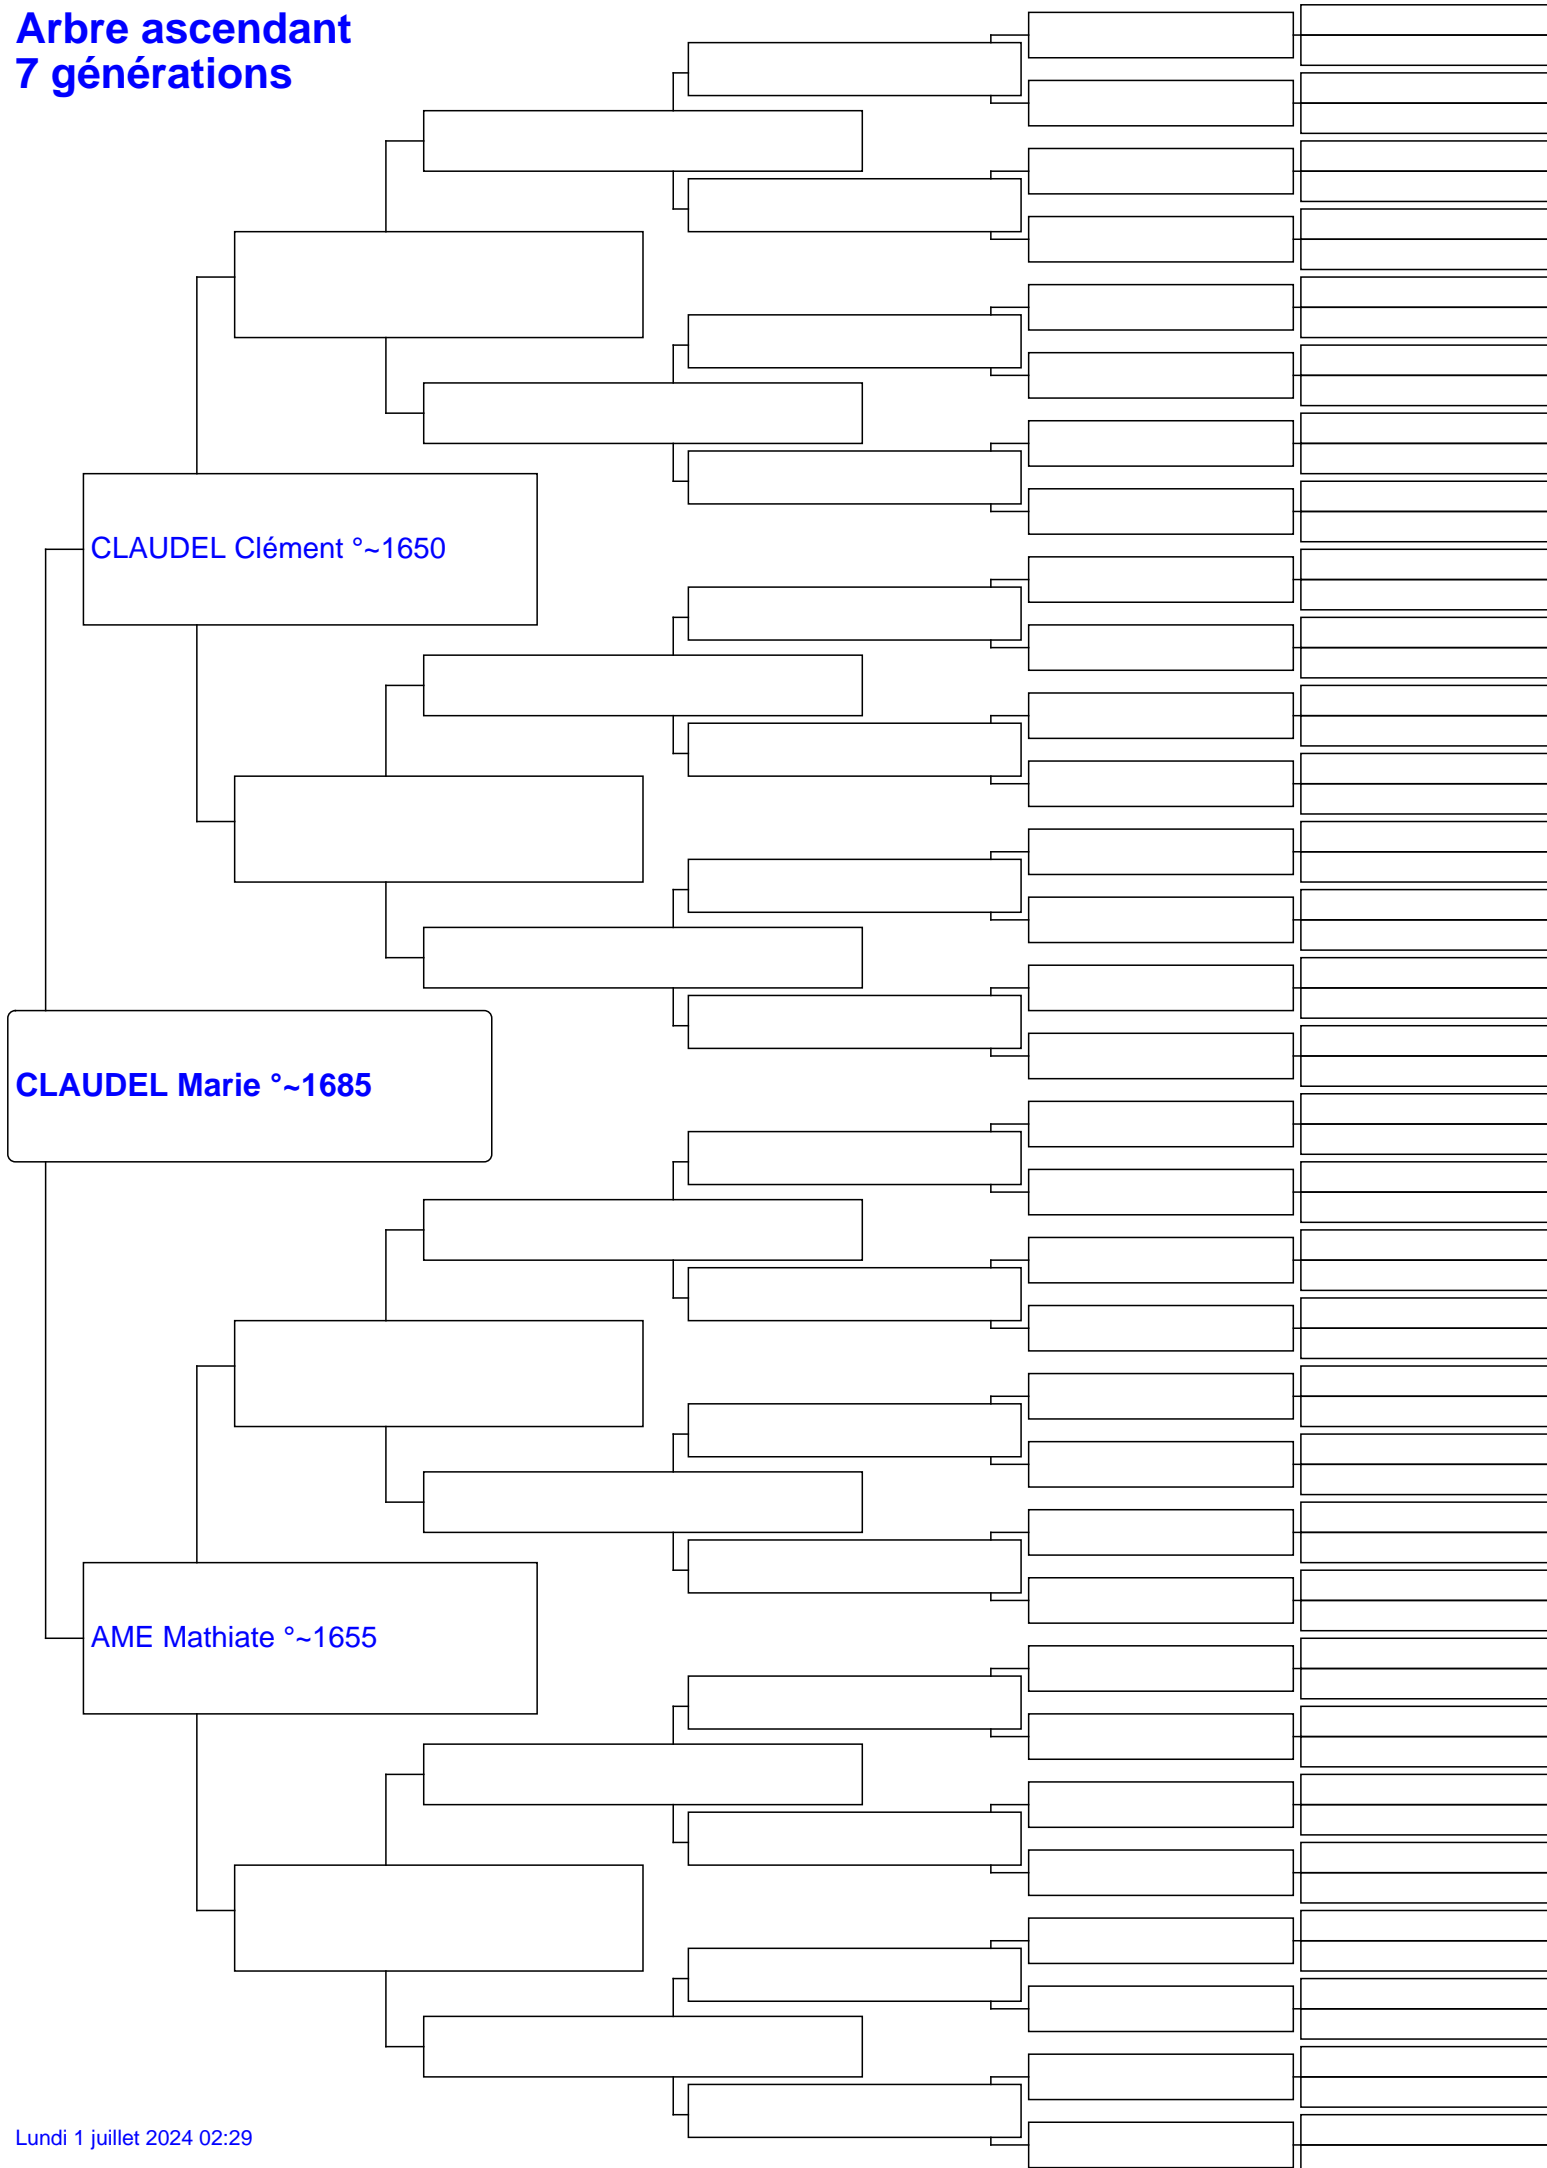 Arbre ascendant
7 générations
CLAUDEL Clément °~1650
CLAUDEL Marie °~1685
AME Mathiate °~1655
Lundi 1 juillet 2024 02:29